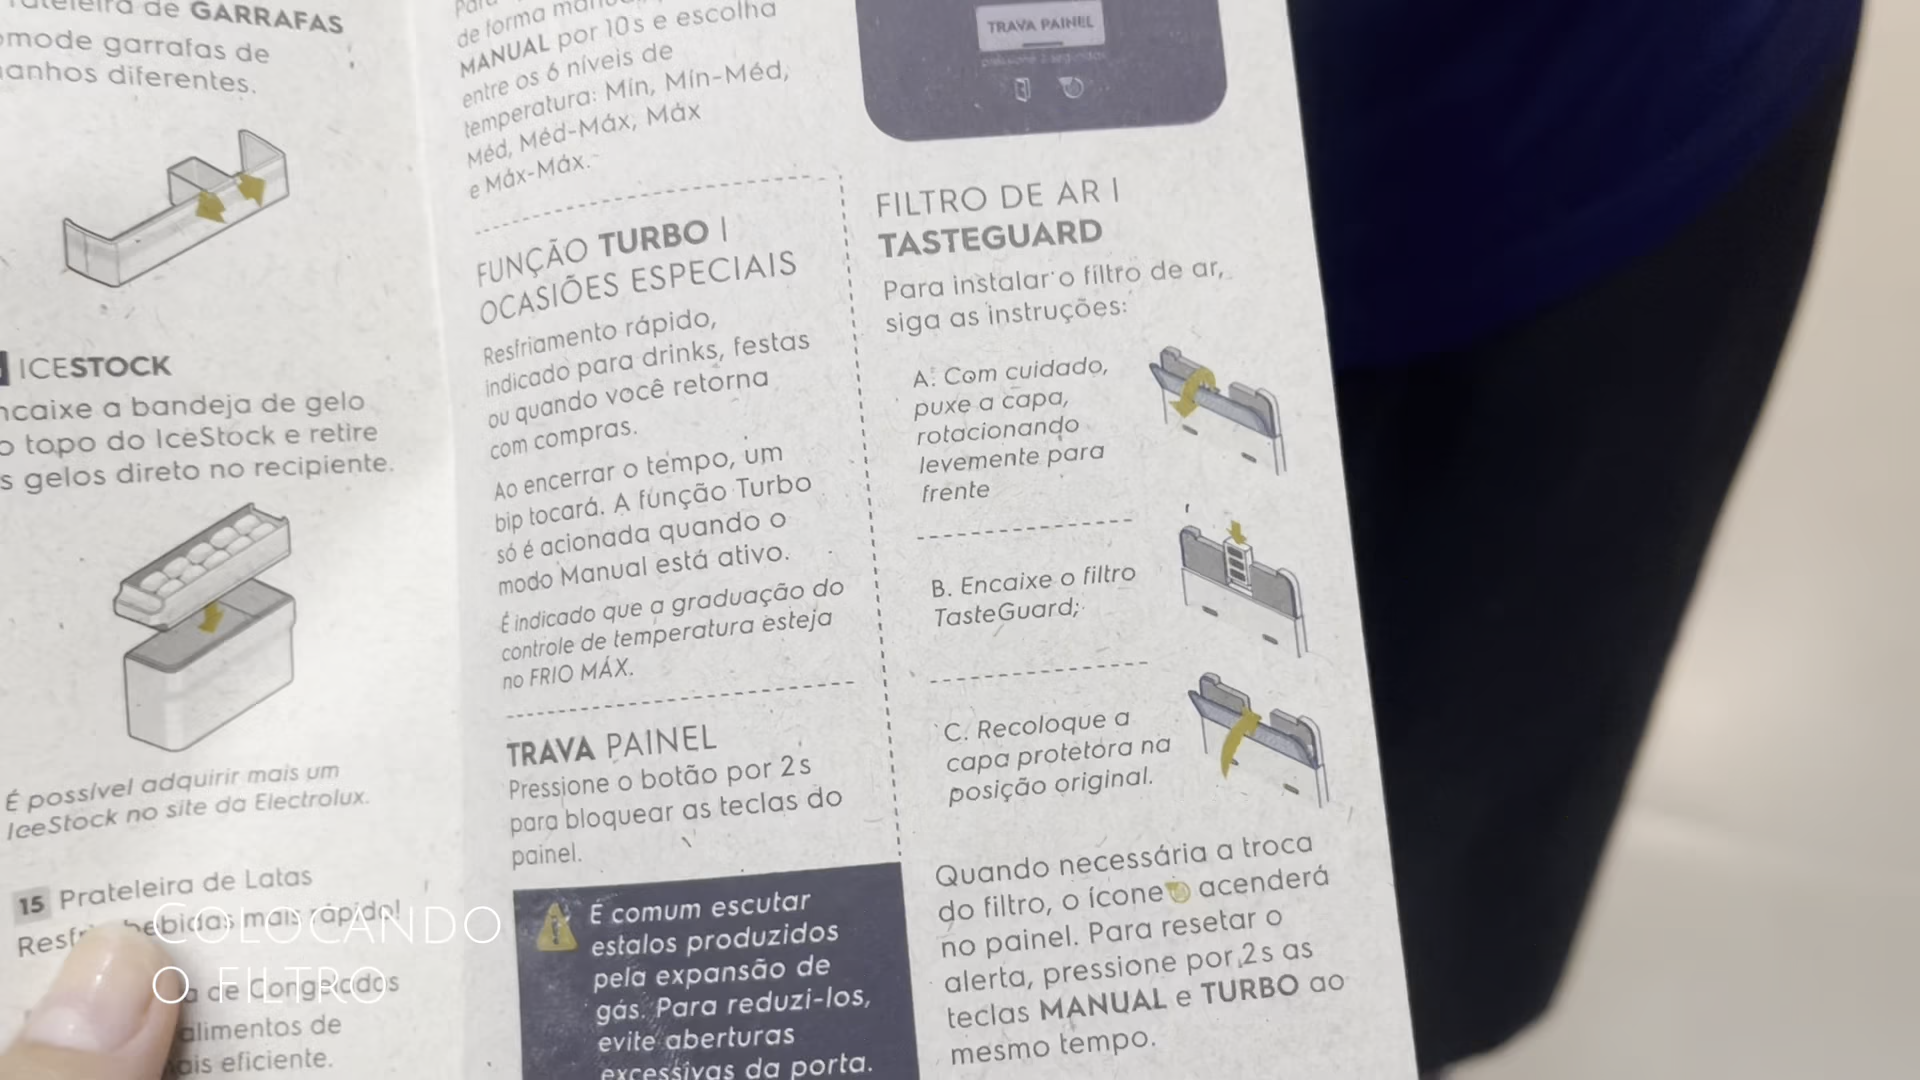 de GARRAFAS
garrafas de
diferentes.
ICESTOCK
a bandeja de gelo
topo do IceStock e retire
gelos direto no recipiente.
É possível adquirir mais um
IceStock no site da Electrolux.
15 Prateleira de Latas
bebidas mais rápido!
de Congelados
alimentos de
eficiente.
de forma
MANUAL por 10s e escolha
entre os 6 níveis de
temperatura: Mín, Mín-Méd,
Méd, Méd-Máx, Máx
e Máx-Máx.
FUNÇÃO TURBO |
OCASIÕES ESPECIAIS
Resfriamento rápido,
indicado para drinks, festas
ou quando você retorna
com compras.
Ao encerrar o tempo, um
bip tocará. A função Turbo
só é acionada quando o
modo Manual está ativo.
É indicado que a graduação do
controle de temperatura esteja
no FRIO MÁX.
TRAVA PAINEL
Pressione o botão por 2s
para bloquear as teclas do
painel.
É comum escutar
estalos produzidos
pela expansão de
gás. Para reduzi-los,
evite aberturas
excessivas da porta.
TRAVA PAINEL
FILTRO DE AR |
TASTEGUARD
Para instalar o filtro de ar,
siga as instruções:
A. Com cuidado,
puxe a capa,
rotacionando
levemente para
frente
B. Encaixe o filtro
TasteGuard;
C. Recoloque a
capa protetora na
posição original.
Quando necessária a troca
do filtro, o ícone acenderá
no painel. Para resetar o
alerta, pressione por 2s as
teclas MANUAL e TURBO ao
mesmo tempo.
COLOCANDO
O FILTRO